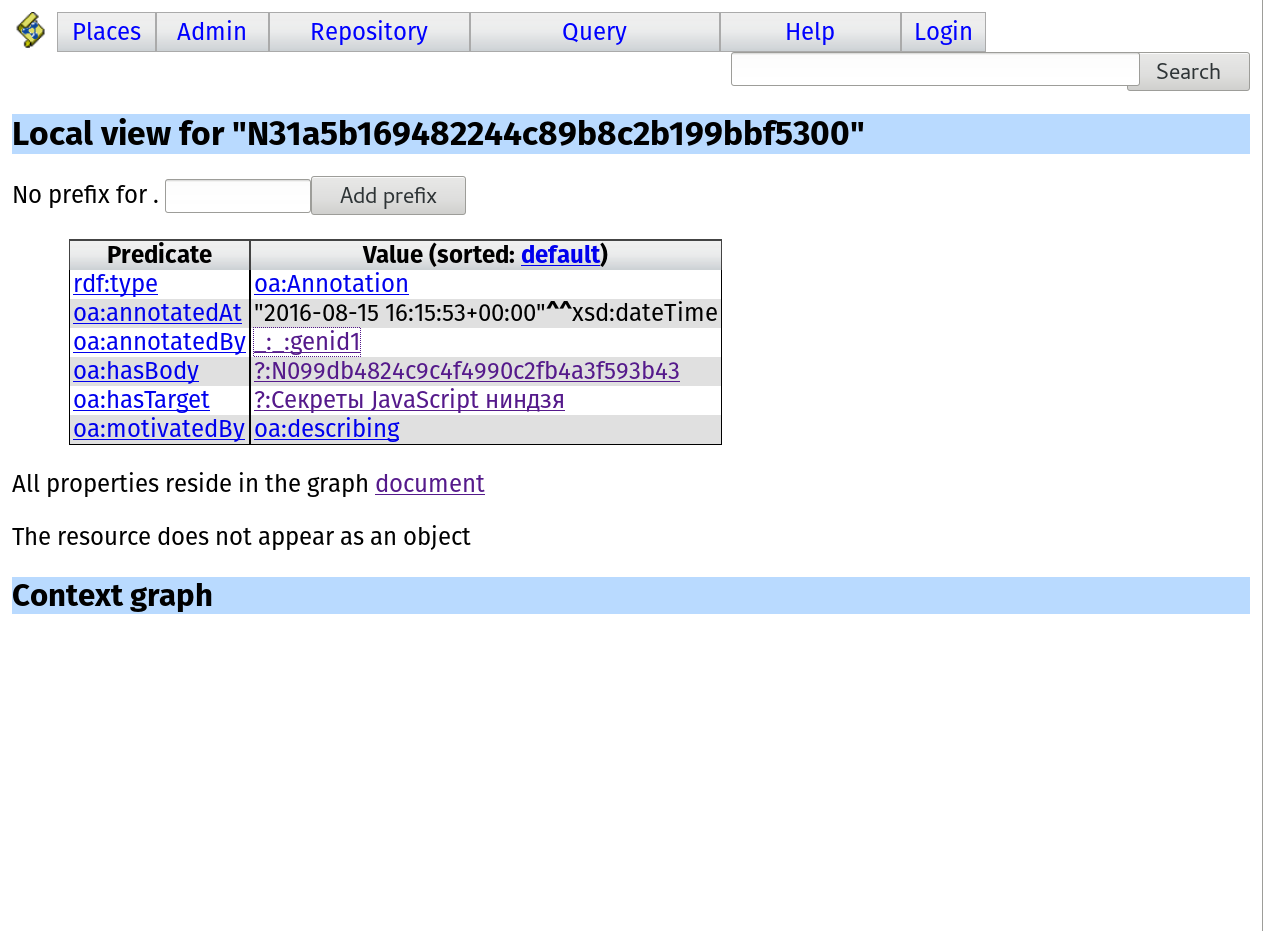 Places Admin Repository Query Help Login
Search
Local view for "N31a5b169482244c89b8c2b199bbf5300"
No prefix for . Add prefix
Predicate Value (sorted: default)
rdf:type oa:Annotation
oa:annotatedAt "2016-08-15 16:15:53+00:00"^^xsd:dateTime
oa:annotatedBy _:_:genid1
oa:hasBody ?:N099db4824c9c4f4990c2fb4a3f593b43
oa:hasTarget ?:Секреты JavaScript ниндзя
oa:motivatedBy oa:describing
All properties reside in the graph document
The resource does not appear as an object
Context graph